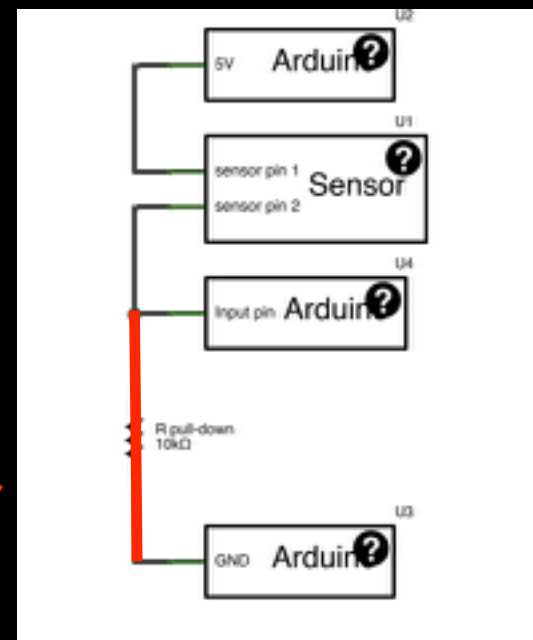 U2
5V Arduin
U1
sensor pin 1
Sensor
sensor pin 2
U4
Input pin Arduin
R pull-down
10kΩ
U3
GND Arduin